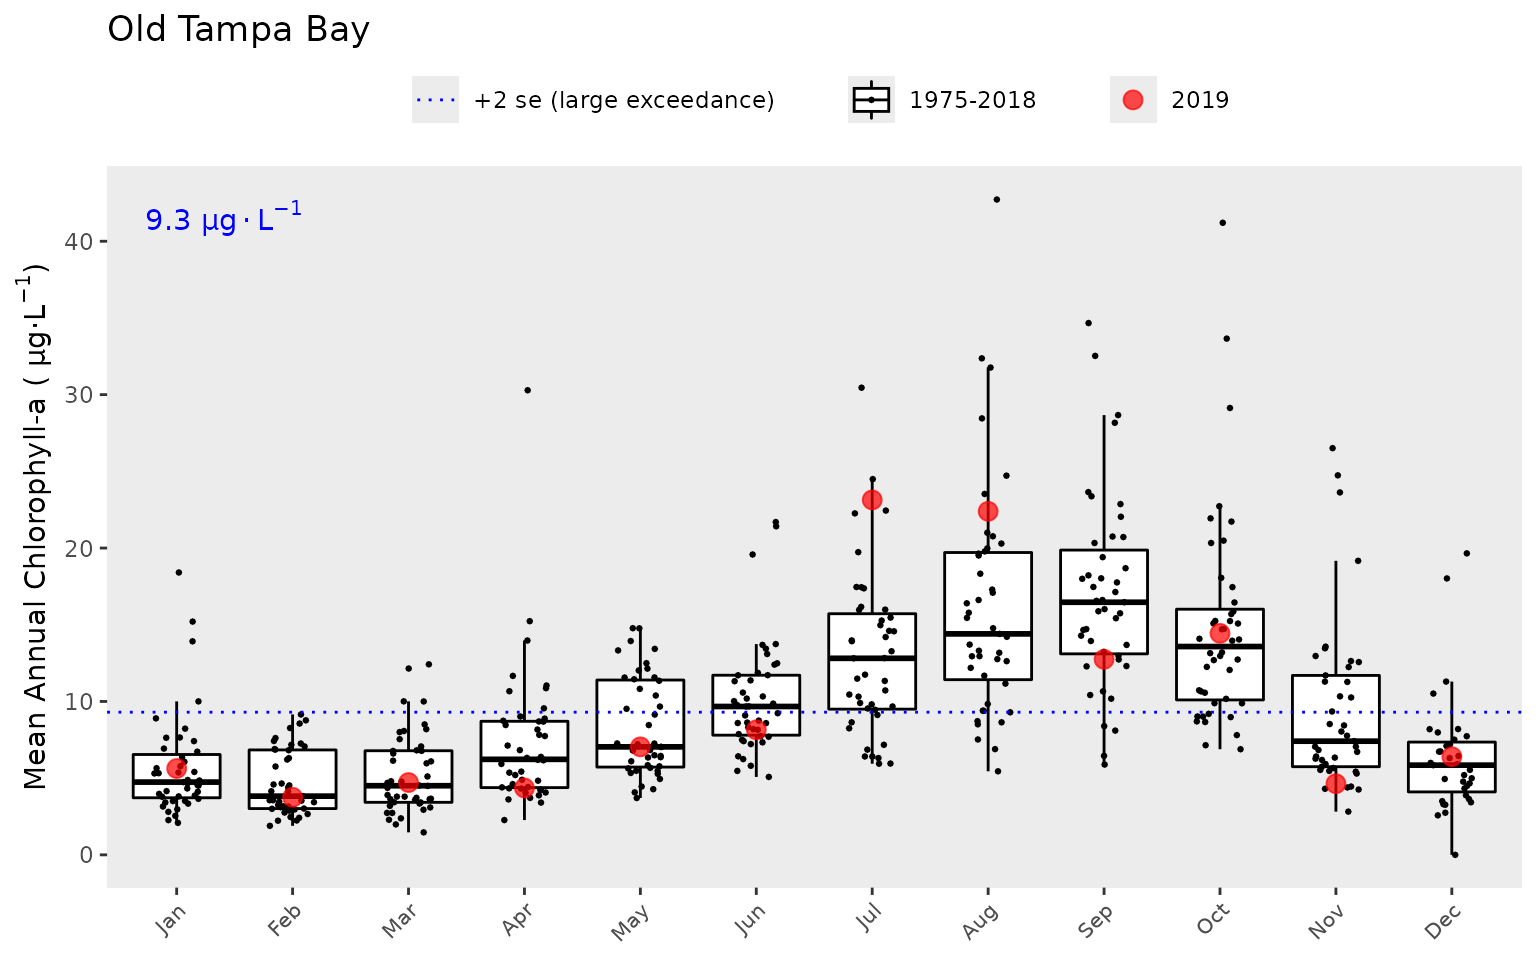 Old Tampa Bay
+2 se (large exceedance) 1975-2018 2019
9.3 µg·L⁻¹
Mean Annual Chlorophyll-a ( µg·L⁻¹)
40
30
20
10
0
Jan Feb Mar Apr May Jun Jul Aug Sep Oct Nov Dec